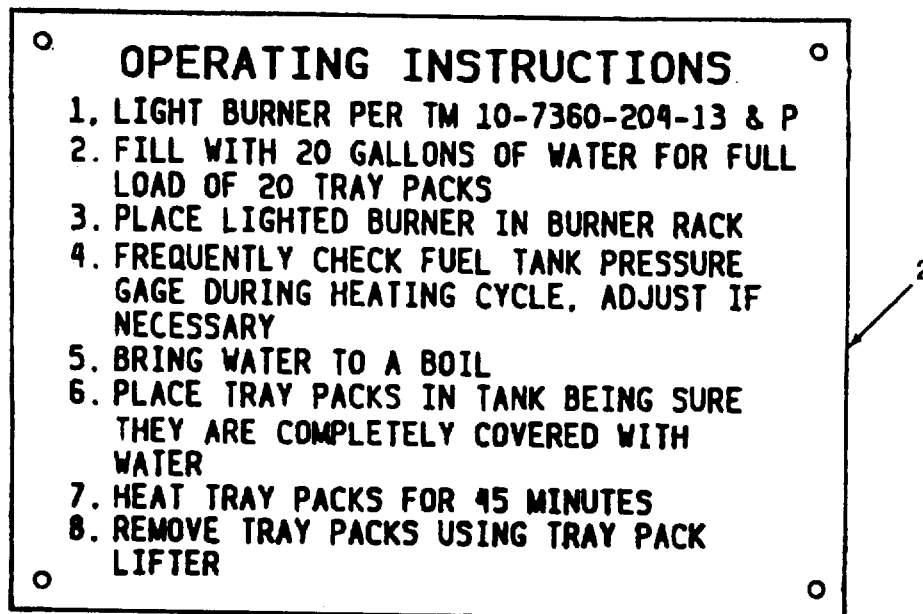 OPERATING INSTRUCTIONS
1. LIGHT BURNER PER TM 10-7360-204-13 & P
2. FILL WITH 20 GALLONS OF WATER FOR FULL
LOAD OF 20 TRAY PACKS
3. PLACE LIGHTED BURNER IN BURNER RACK
4. FREQUENTLY CHECK FUEL TANK PRESSURE
GAGE DURING HEATING CYCLE. ADJUST IF
NECESSARY
5. BRING WATER TO A BOIL
6. PLACE TRAY PACKS IN TANK BEING SURE
THEY ARE COMPLETELY COVERED WITH
WATER
7. HEAT TRAY PACKS FOR 45 MINUTES
8. REMOVE TRAY PACKS USING TRAY PACK
LIFTER
2